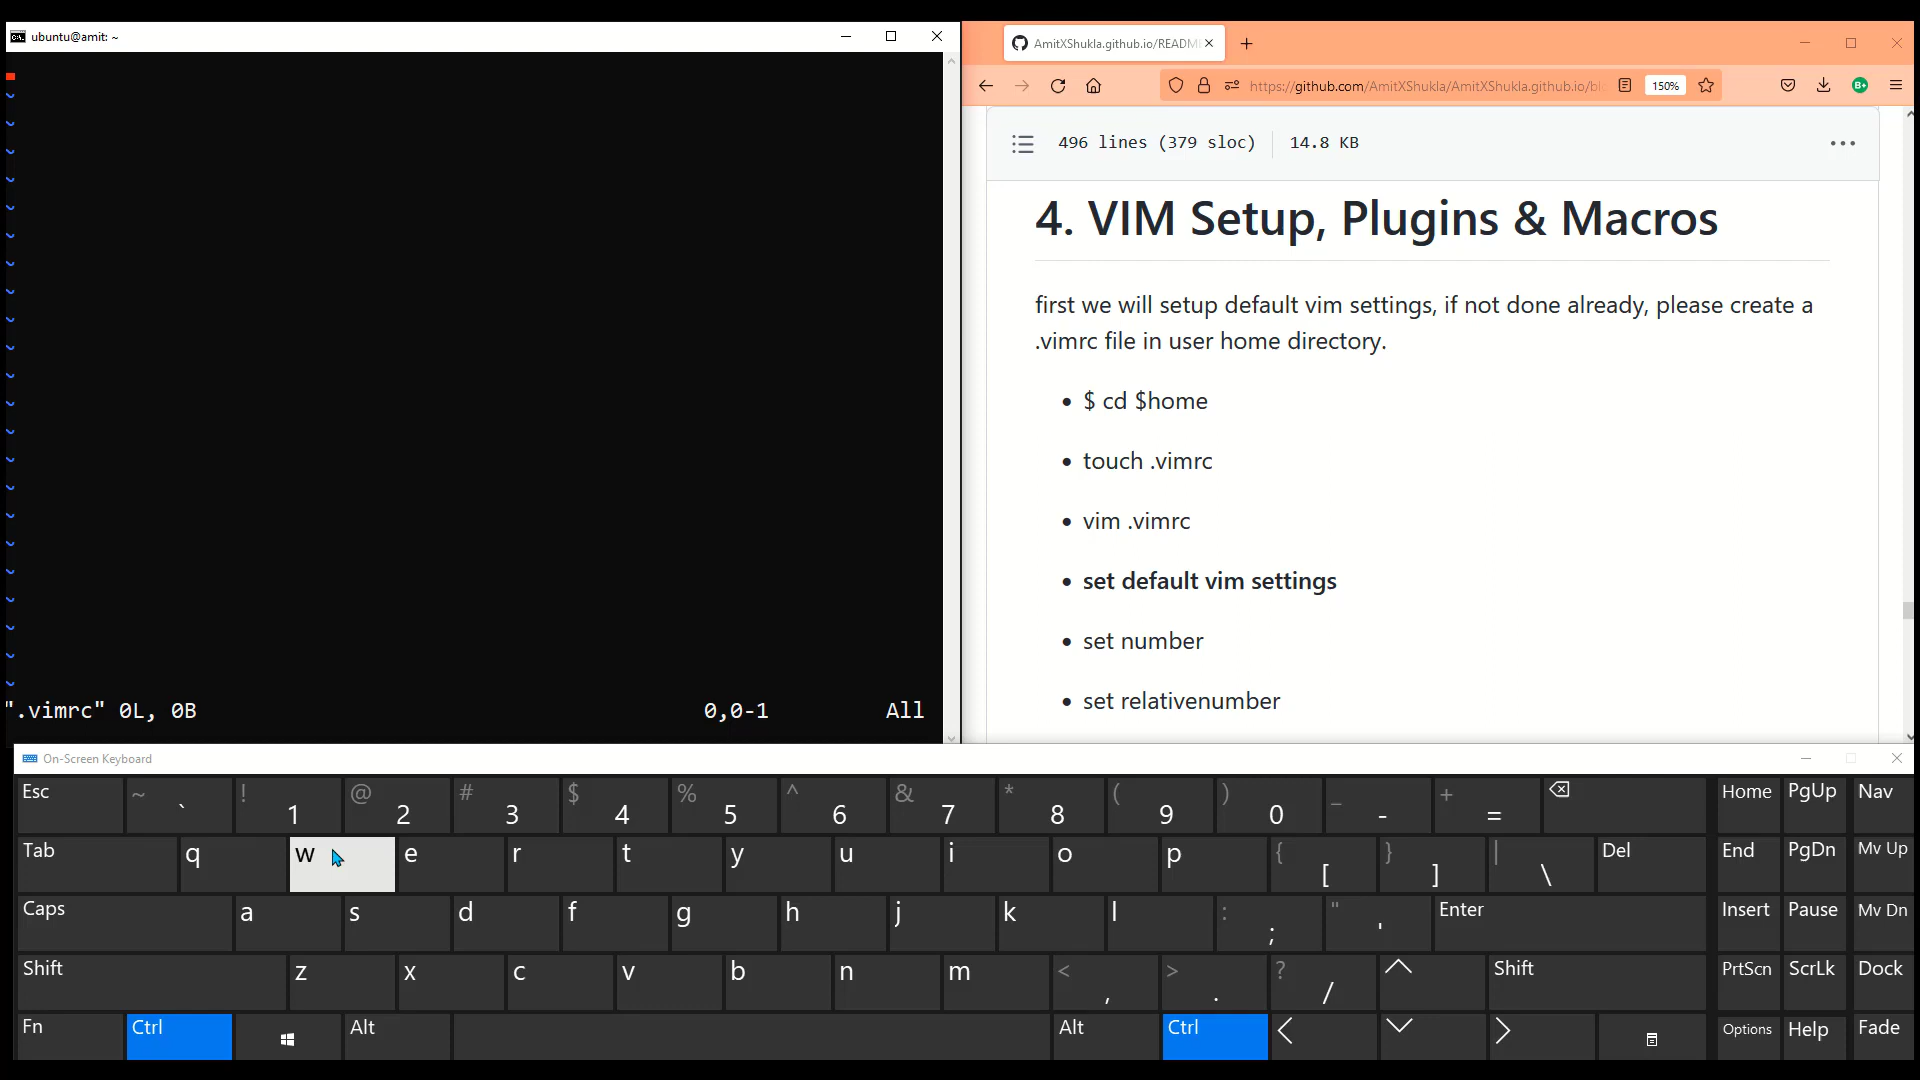 ubuntu@amit: ~
".vimrc" 0L, 0B 0,0-1 All
AmitXShukla.github.io/READM
https://github.com/AmitXShukla/AmitXShukla.github.io/bl
150%
496 lines (379 sloc) 14.8 KB
4. VIM Setup, Plugins & Macros
first we will setup default vim settings, if not done already, please create a
.vimrc file in user home directory.
• $ cd $home
• touch .vimrc
• vim .vimrc
• set default vim settings
• set number
• set relativenumber
On-Screen Keyboard
Esc ~ ` ! 1 @ 2 # 3 $ 4 % 5 ^ 6 & 7 * 8 ( 9 ) 0 _ - + = Home PgUp Nav
Tab q w e r t y u i o p { [ } ] | \ Del End PgDn Mv Up
Caps a s d f g h j k l : ; " ' Enter Insert Pause Mv Dn
Shift z x c v b n m < , > . ? / Shift PrtScn ScrLk Dock
Fn Ctrl Alt Alt Ctrl Options Help Fade